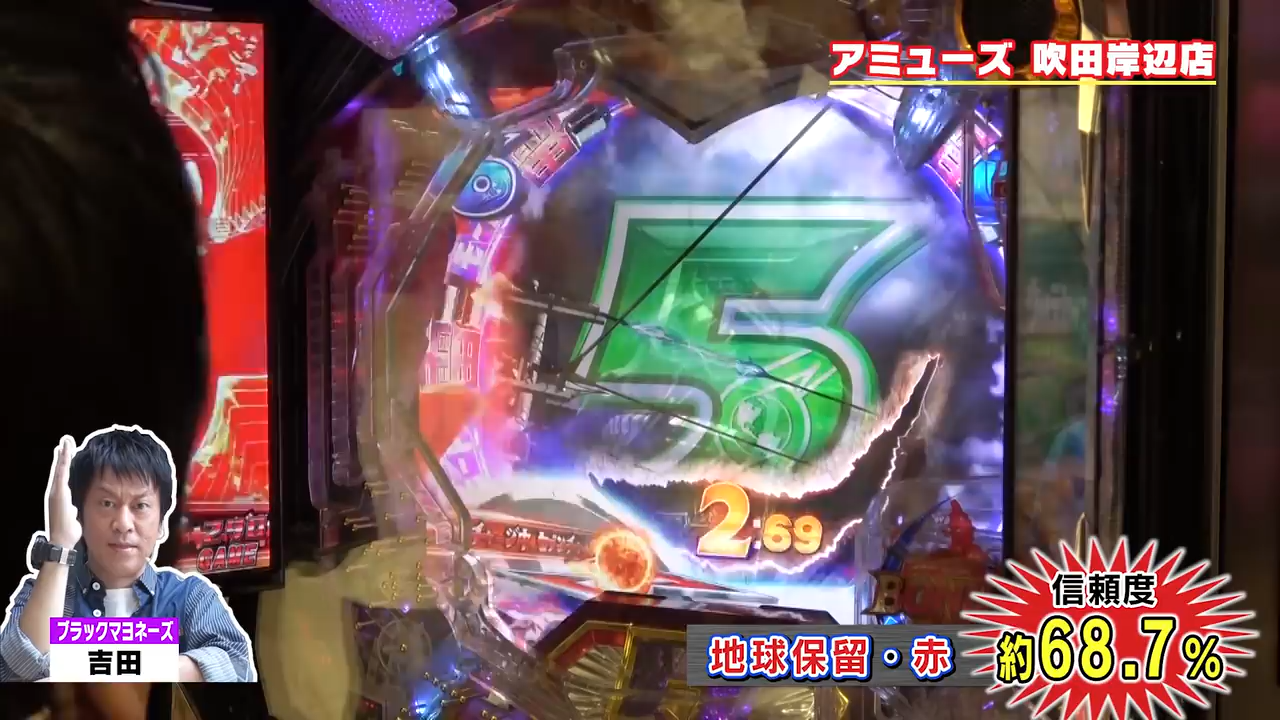 アミューズ 吹田岸辺店
5
2:69
GAME
信頼度
約68.7%
地球保留・赤
ブラックマヨネーズ
吉田